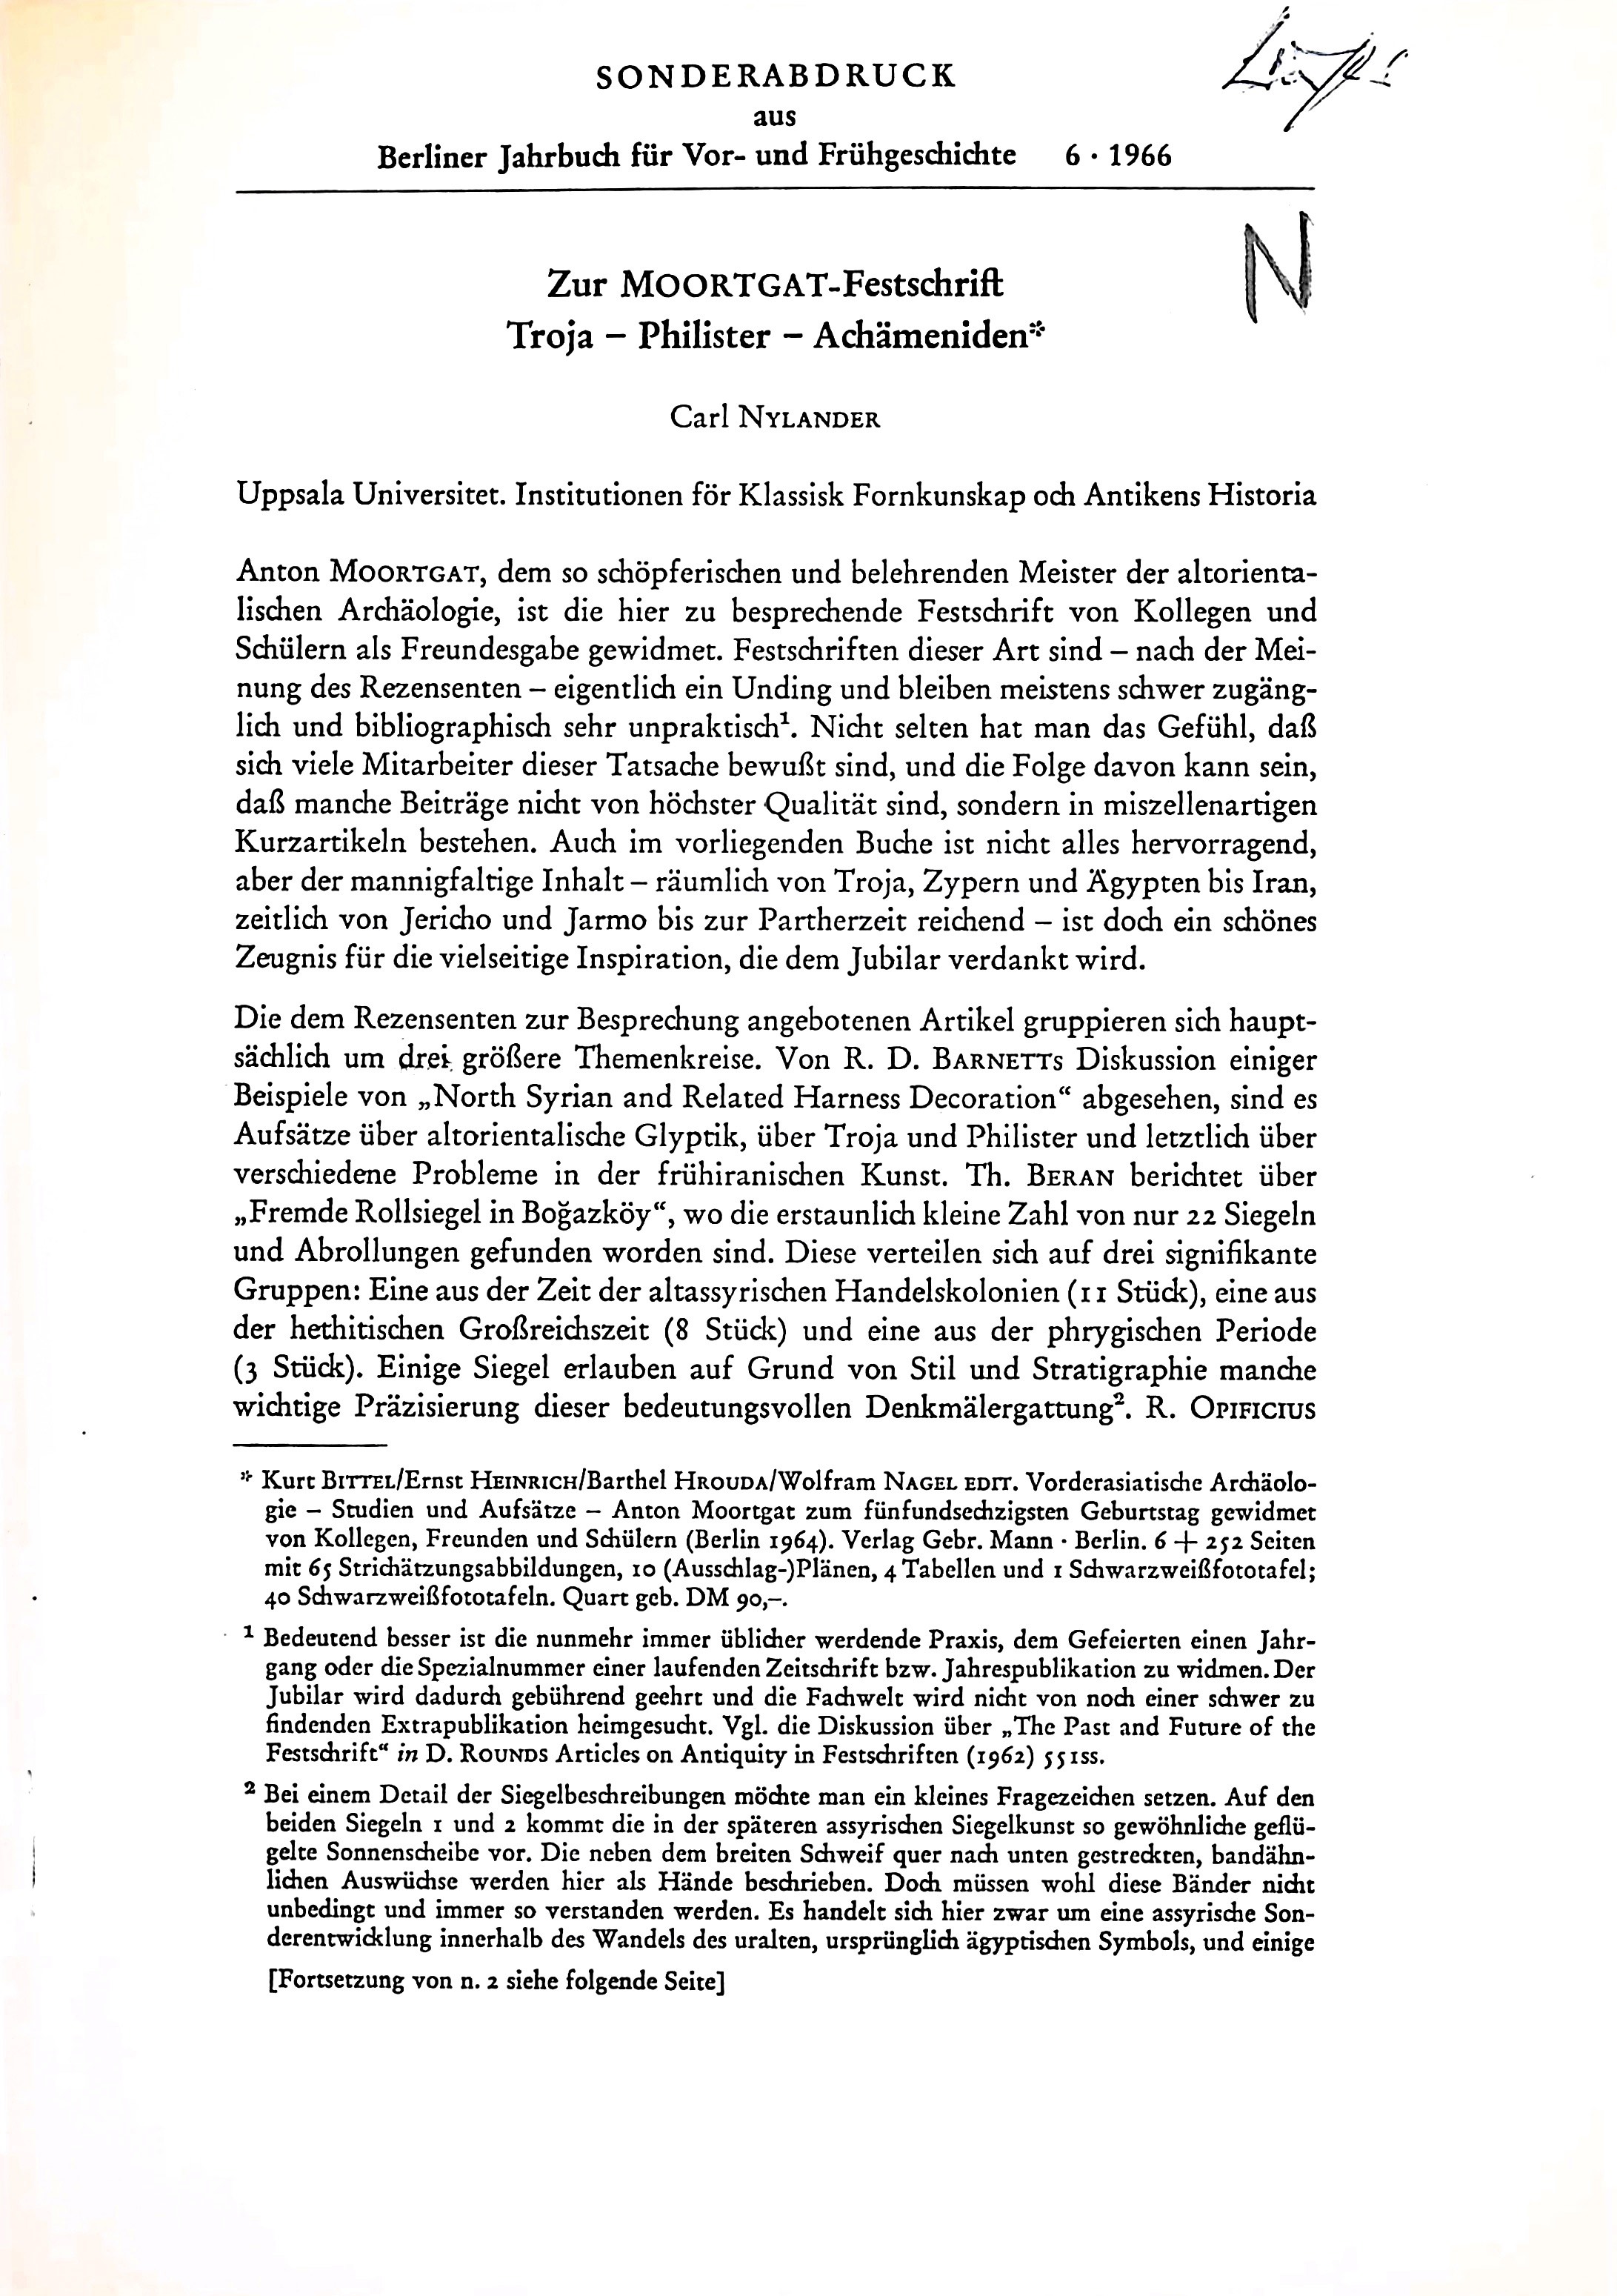 SONDERABDRUCK
aus
Berliner Jahrbuch für Vor- und Frühgeschichte 6 · 1966
N
Zur MOORTGAT-Festschrift
Troja – Philister – Achämeniden*
Carl NYLANDER
Uppsala Universitet. Institutionen för Klassisk Fornkunskap och Antikens Historia
Anton MOORTGAT, dem so schöpferischen und belehrenden Meister der altorienta-
lischen Archäologie, ist die hier zu besprechende Festschrift von Kollegen und
Schülern als Freundesgabe gewidmet. Festschriften dieser Art sind – nach der Mei-
nung des Rezensenten – eigentlich ein Unding und bleiben meistens schwer zugäng-
lich und bibliographisch sehr unpraktisch¹. Nicht selten hat man das Gefühl, daß
sich viele Mitarbeiter dieser Tatsache bewußt sind, und die Folge davon kann sein,
daß manche Beiträge nicht von höchster Qualität sind, sondern in miszellenartigen
Kurzartikeln bestehen. Auch im vorliegenden Buche ist nicht alles hervorragend,
aber der mannigfaltige Inhalt – räumlich von Troja, Zypern und Ägypten bis Iran,
zeitlich von Jericho und Jarmo bis zur Partherzeit reichend – ist doch ein schönes
Zeugnis für die vielseitige Inspiration, die dem Jubilar verdankt wird.
Die dem Rezensenten zur Besprechung angebotenen Artikel gruppieren sich haupt-
sächlich um drei größere Themenkreise. Von R. D. BARNETTs Diskussion einiger
Beispiele von „North Syrian and Related Harness Decoration“ abgesehen, sind es
Aufsätze über altorientalische Glyptik, über Troja und Philister und letztlich über
verschiedene Probleme in der frühiranischen Kunst. Th. BERAN berichtet über
„Fremde Rollsiegel in Boğazköy“, wo die erstaunlich kleine Zahl von nur 22 Siegeln
und Abrollungen gefunden worden sind. Diese verteilen sich auf drei signifikante
Gruppen: Eine aus der Zeit der altassyrischen Handelskolonien (11 Stück), eine aus
der hethitischen Großreichszeit (8 Stück) und eine aus der phrygischen Periode
(3 Stück). Einige Siegel erlauben auf Grund von Stil und Stratigraphie manche
wichtige Präzisierung dieser bedeutungsvollen Denkmälergattung². R. OPIFICIUS
* Kurt BITTEL/Ernst HEINRICH/Barthel HROUDA/Wolfram NAGEL EDIT. Vorderasiatische Archäolo-
gie – Studien und Aufsätze – Anton Moortgat zum fünfundsechzigsten Geburtstag gewidmet
von Kollegen, Freunden und Schülern (Berlin 1964). Verlag Gebr. Mann · Berlin. 6 + 252 Seiten
mit 65 Strichätzungsabbildungen, 10 (Ausschlag-)Plänen, 4 Tabellen und 1 Schwarzweißfototafel;
40 Schwarzweißfototafeln. Quart geb. DM 90,–.
¹ Bedeutend besser ist die nunmehr immer üblicher werdende Praxis, dem Gefeierten einen Jahr-
gang oder die Spezialnummer einer laufenden Zeitschrift bzw. Jahrespublikation zu widmen. Der
Jubilar wird dadurch gebührend geehrt und die Fachwelt wird nicht von noch einer schwer zu
findenden Extrapublikation heimgesucht. Vgl. die Diskussion über „The Past and Future of the
Festschrift“ in D. ROUNDS Articles on Antiquity in Festschriften (1962) 551ss.
² Bei einem Detail der Siegelbeschreibungen möchte man ein kleines Fragezeichen setzen. Auf den
beiden Siegeln 1 und 2 kommt die in der späteren assyrischen Siegelkunst so gewöhnliche geflü-
gelte Sonnenscheibe vor. Die neben dem breiten Schweif quer nach unten gestreckten, bandähn-
lichen Auswüchse werden hier als Hände beschrieben. Doch müssen wohl diese Bänder nicht
unbedingt und immer so verstanden werden. Es handelt sich hier zwar um eine assyrische Son-
derentwicklung innerhalb des Wandels des uralten, ursprünglich ägyptischen Symbols, und einige
[Fortsetzung von n. 2 siehe folgende Seite]